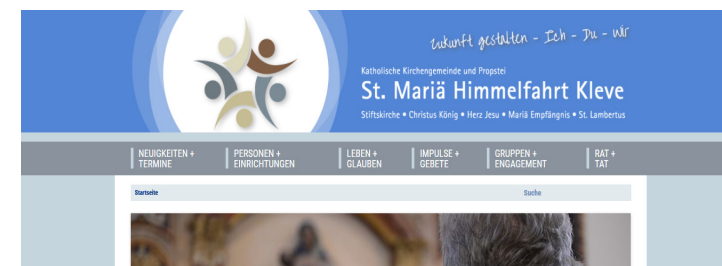 zukunft gestalten - Ich - Du - wir
Katholische Kirchengemeinde und Propstei
St. Mariä Himmelfahrt Kleve
Stiftskirche • Christus König • Herz Jesu • Mariä Empfängnis • St. Lambertus
NEUIGKEITEN + TERMINE
PERSONEN + EINRICHTUNGEN
LEBEN + GLAUBEN
IMPULSE + GEBETE
GRUPPEN + ENGAGEMENT
RAT + TAT
Startseite
Suche